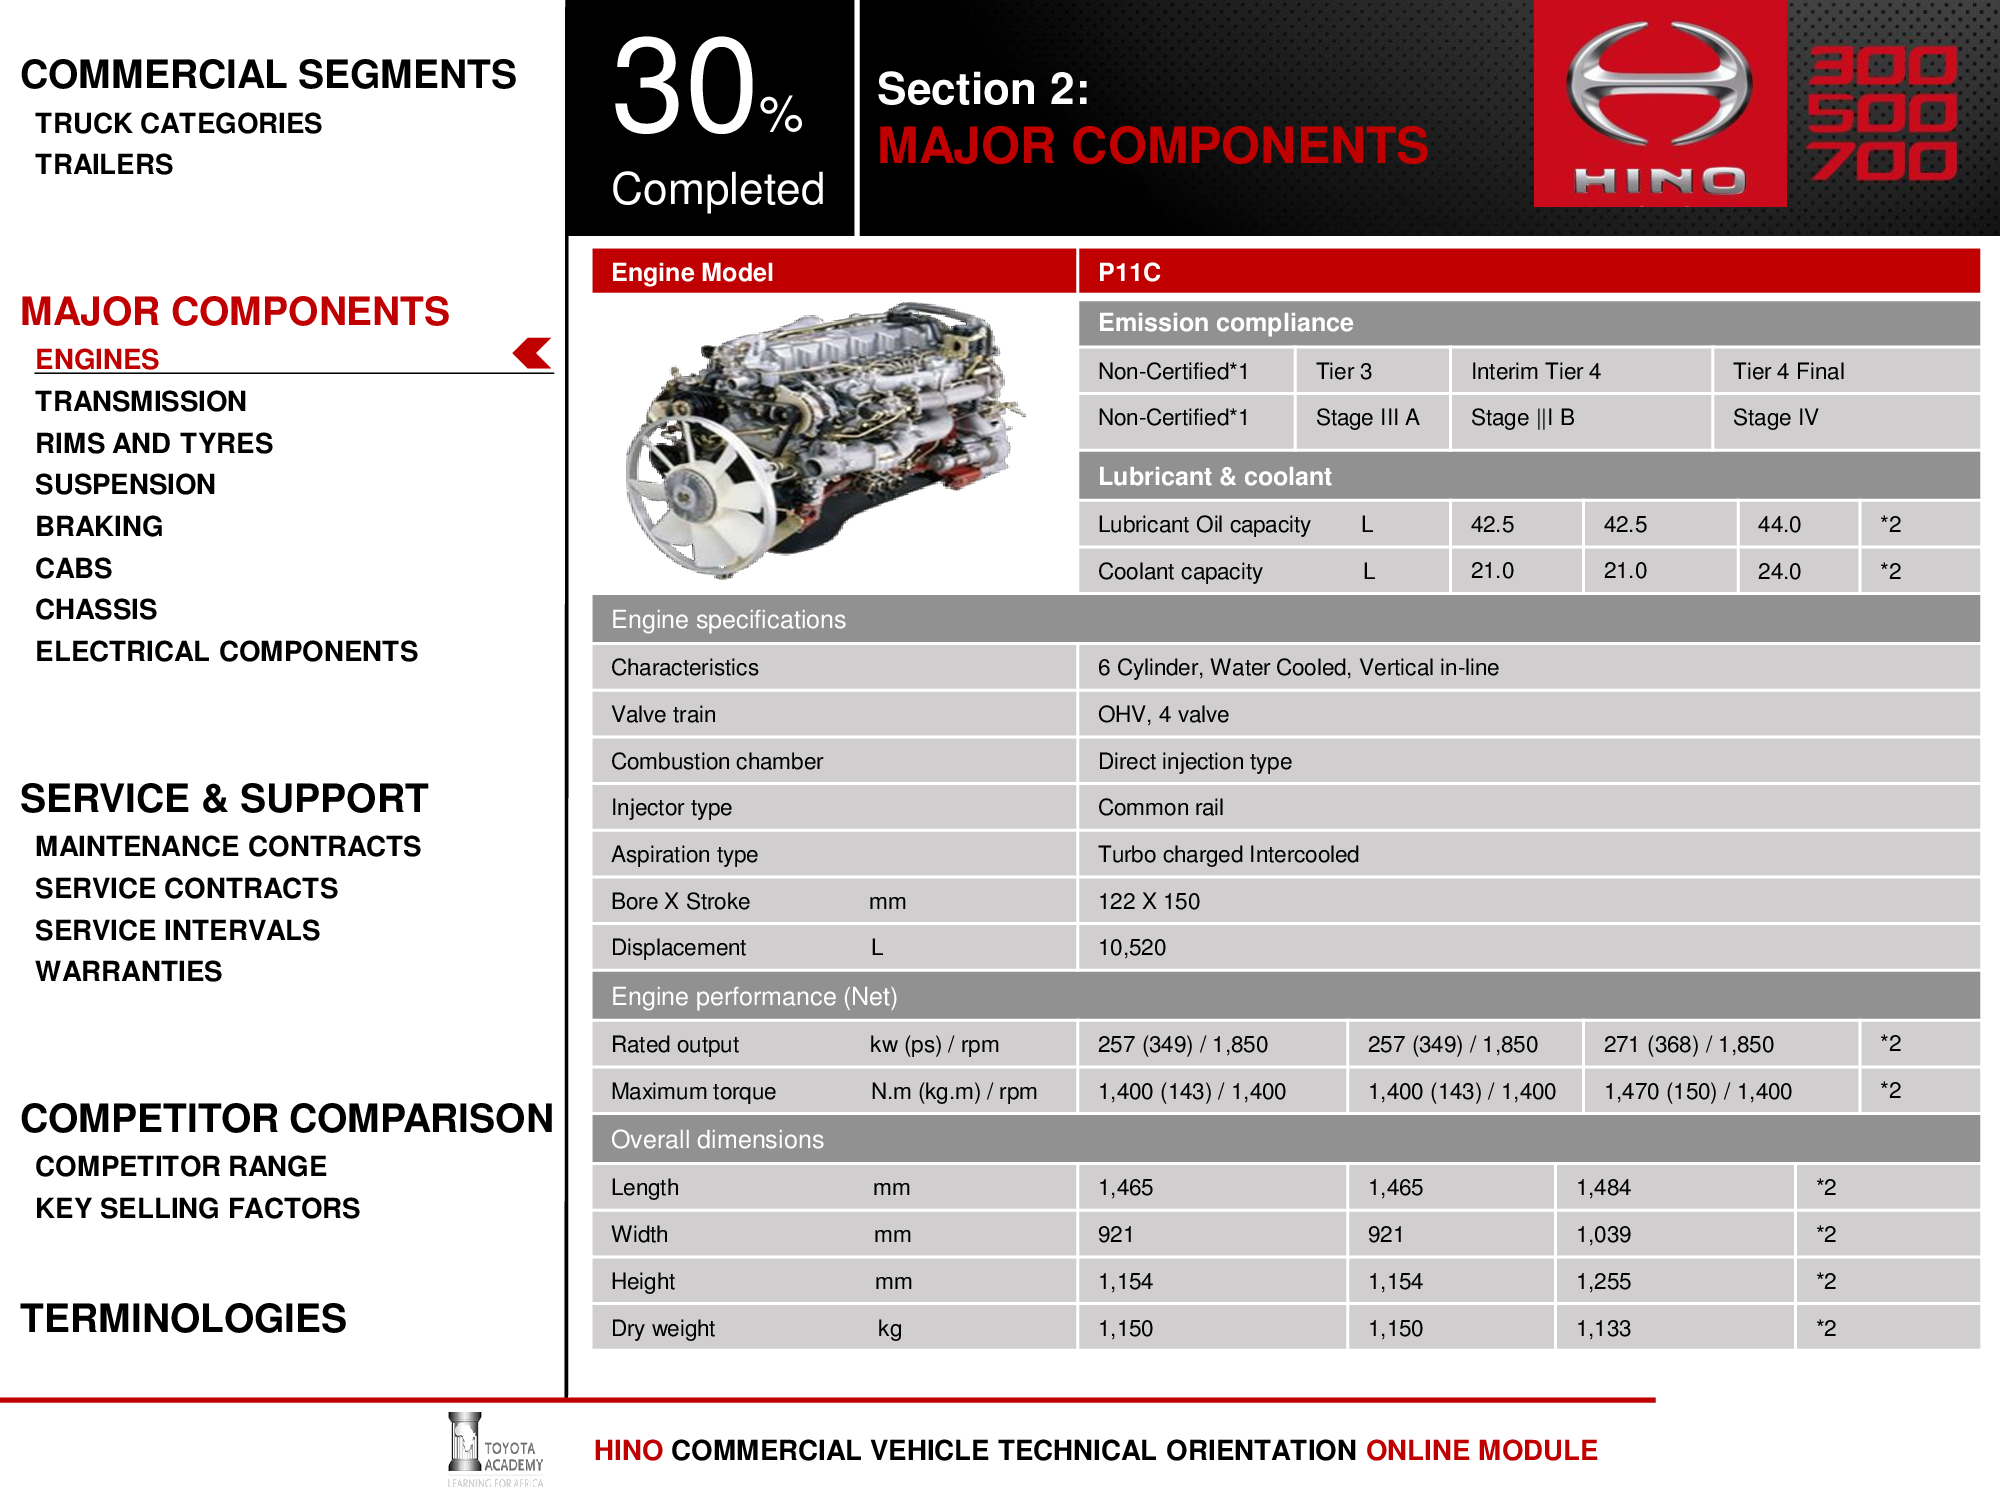 COMMERCIAL SEGMENTS
TRUCK CATEGORIES
TRAILERS
MAJOR COMPONENTS
ENGINES
TRANSMISSION
RIMS AND TYRES
SUSPENSION
BRAKING
CABS
CHASSIS
ELECTRICAL COMPONENTS
SERVICE & SUPPORT
MAINTENANCE CONTRACTS
SERVICE CONTRACTS
SERVICE INTERVALS
WARRANTIES
COMPETITOR COMPARISON
COMPETITOR RANGE
KEY SELLING FACTORS
TERMINOLOGIES
30%
Completed
Section 2:
MAJOR COMPONENTS
HINO
300
500
700
Engine Model P11C
Emission compliance
Non-Certified*1 Tier 3 Interim Tier 4 Tier 4 Final
Non-Certified*1 Stage III A Stage ||I B Stage IV
Lubricant & coolant
Lubricant Oil capacity L 42.5 42.5 44.0 *2
Coolant capacity L 21.0 21.0 24.0 *2
Engine specifications
Characteristics 6 Cylinder, Water Cooled, Vertical in-line
Valve train OHV, 4 valve
Combustion chamber Direct injection type
Injector type Common rail
Aspiration type Turbo charged Intercooled
Bore X Stroke mm 122 X 150
Displacement L 10,520
Engine performance (Net)
Rated output kw (ps) / rpm 257 (349) / 1,850 257 (349) / 1,850 271 (368) / 1,850 *2
Maximum torque N.m (kg.m) / rpm 1,400 (143) / 1,400 1,400 (143) / 1,400 1,470 (150) / 1,400 *2
Overall dimensions
Length mm 1,465 1,465 1,484 *2
Width mm 921 921 1,039 *2
Height mm 1,154 1,154 1,255 *2
Dry weight kg 1,150 1,150 1,133 *2
TOYOTA
ACADEMY
LEARNING FOR AFRICA
HINO COMMERCIAL VEHICLE TECHNICAL ORIENTATION ONLINE MODULE